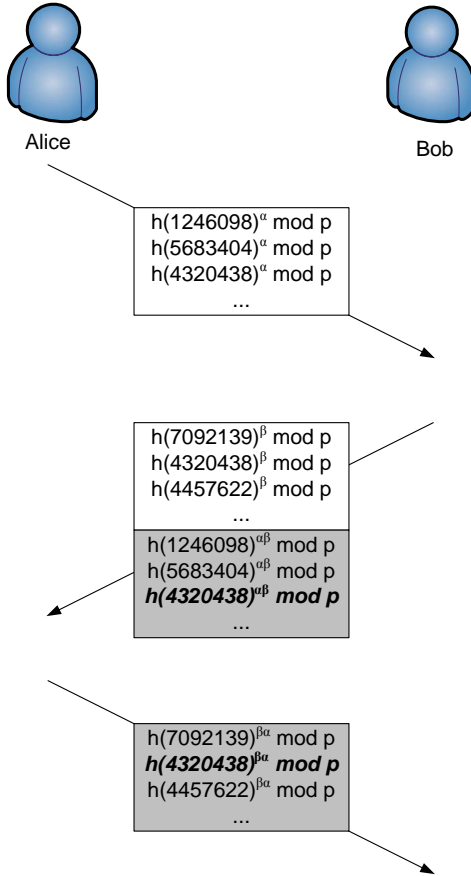 Alice
Bob
h(1246098)^α mod p
h(5683404)^α mod p
h(4320438)^α mod p
...
h(7092139)^β mod p
h(4320438)^β mod p
h(4457622)^β mod p
...
h(1246098)^αβ mod p
h(5683404)^αβ mod p
h(4320438)^αβ mod p
...
h(7092139)^βα mod p
h(4320438)^βα mod p
h(4457622)^βα mod p
...